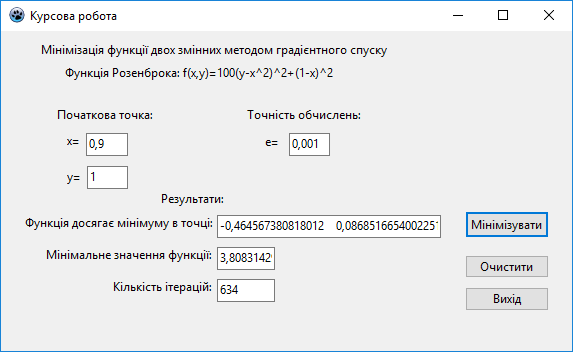 Курсова робота
Мінімізація функції двох змінних методом градієнтного спуску
Функція Розенброка: f(x,y)=100(y-x^2)^2+(1-x)^2
Початкова точка: Точність обчислень:
x= 0,9 e= 0,001
y= 1
Результати:
Функція досягає мінімуму в точці: -0,464567380818012 0,086851665400225 Мінімізувати
Мінімальне значення функції: 3,8083142 Очистити
Кількість ітерацій: 634 Вихід